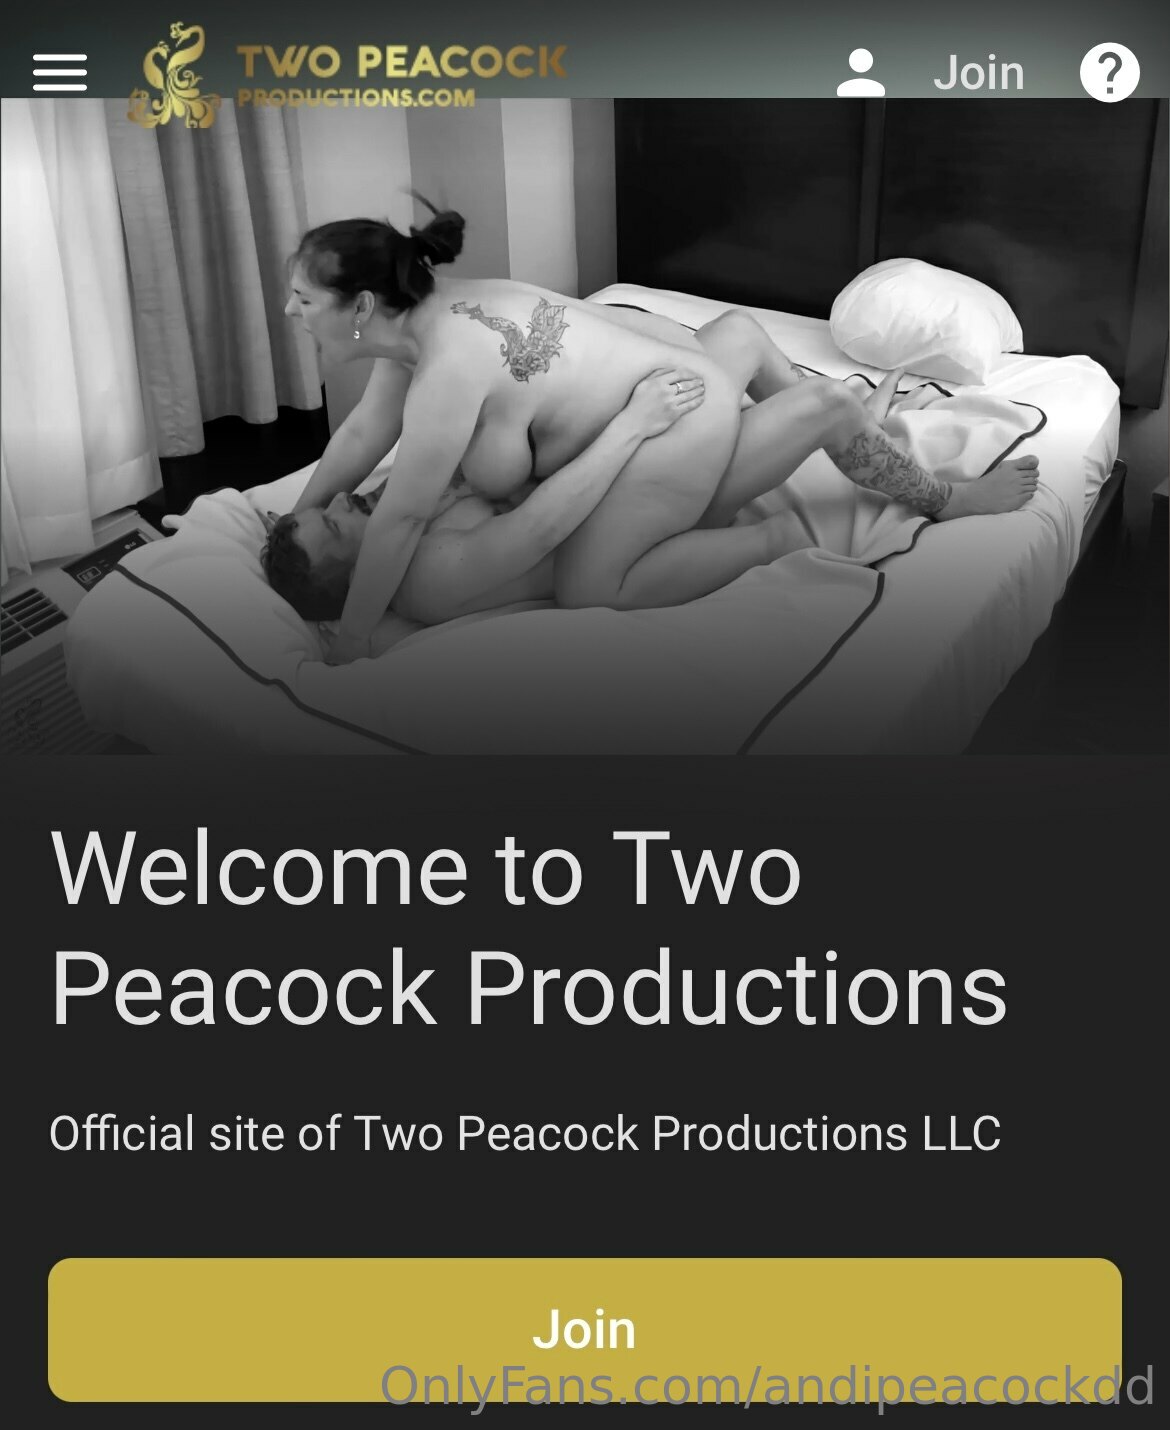 TWO PEACOCK
PRODUCTIONS.COM
Join
?
Welcome to Two
Peacock Productions
Official site of Two Peacock Productions LLC
Join
OnlyFans.com/andipeacockdd